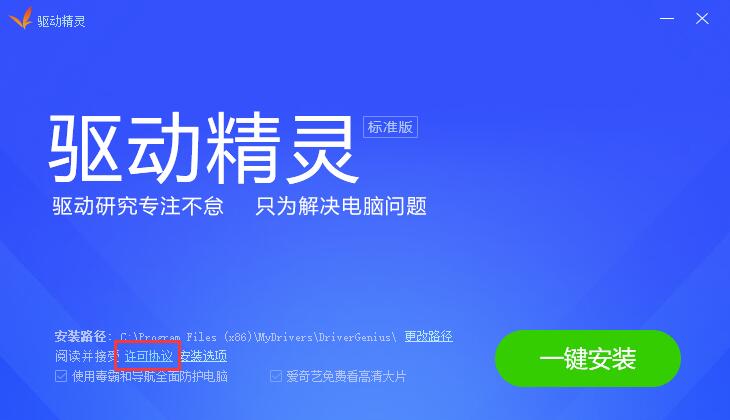 驱动精灵
驱动精灵 标准版
驱动研究专注不怠 只为解决电脑问题
安装路径: C:\Program Files (x86)\MyDrivers\DriverGenius\ 更改路径
阅读并接受 许可协议 安装选项
一键安装
使用毒霸和导航全面防护电脑 爱奇艺免费看高清大片